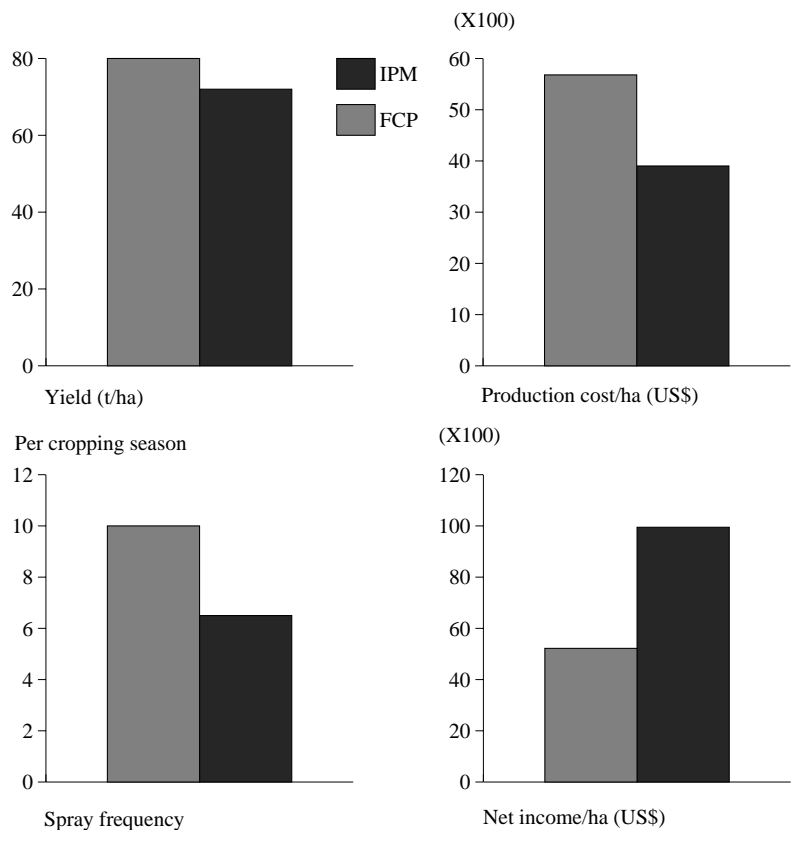 80
60
40
20
0
Yield (t/ha)
IPM
FCP
(X100)
60
50
40
30
20
10
0
Production cost/ha (US$)
Per cropping season
12
10
8
6
4
2
0
Spray frequency
(X100)
120
100
80
60
40
20
0
Net income/ha (US$)